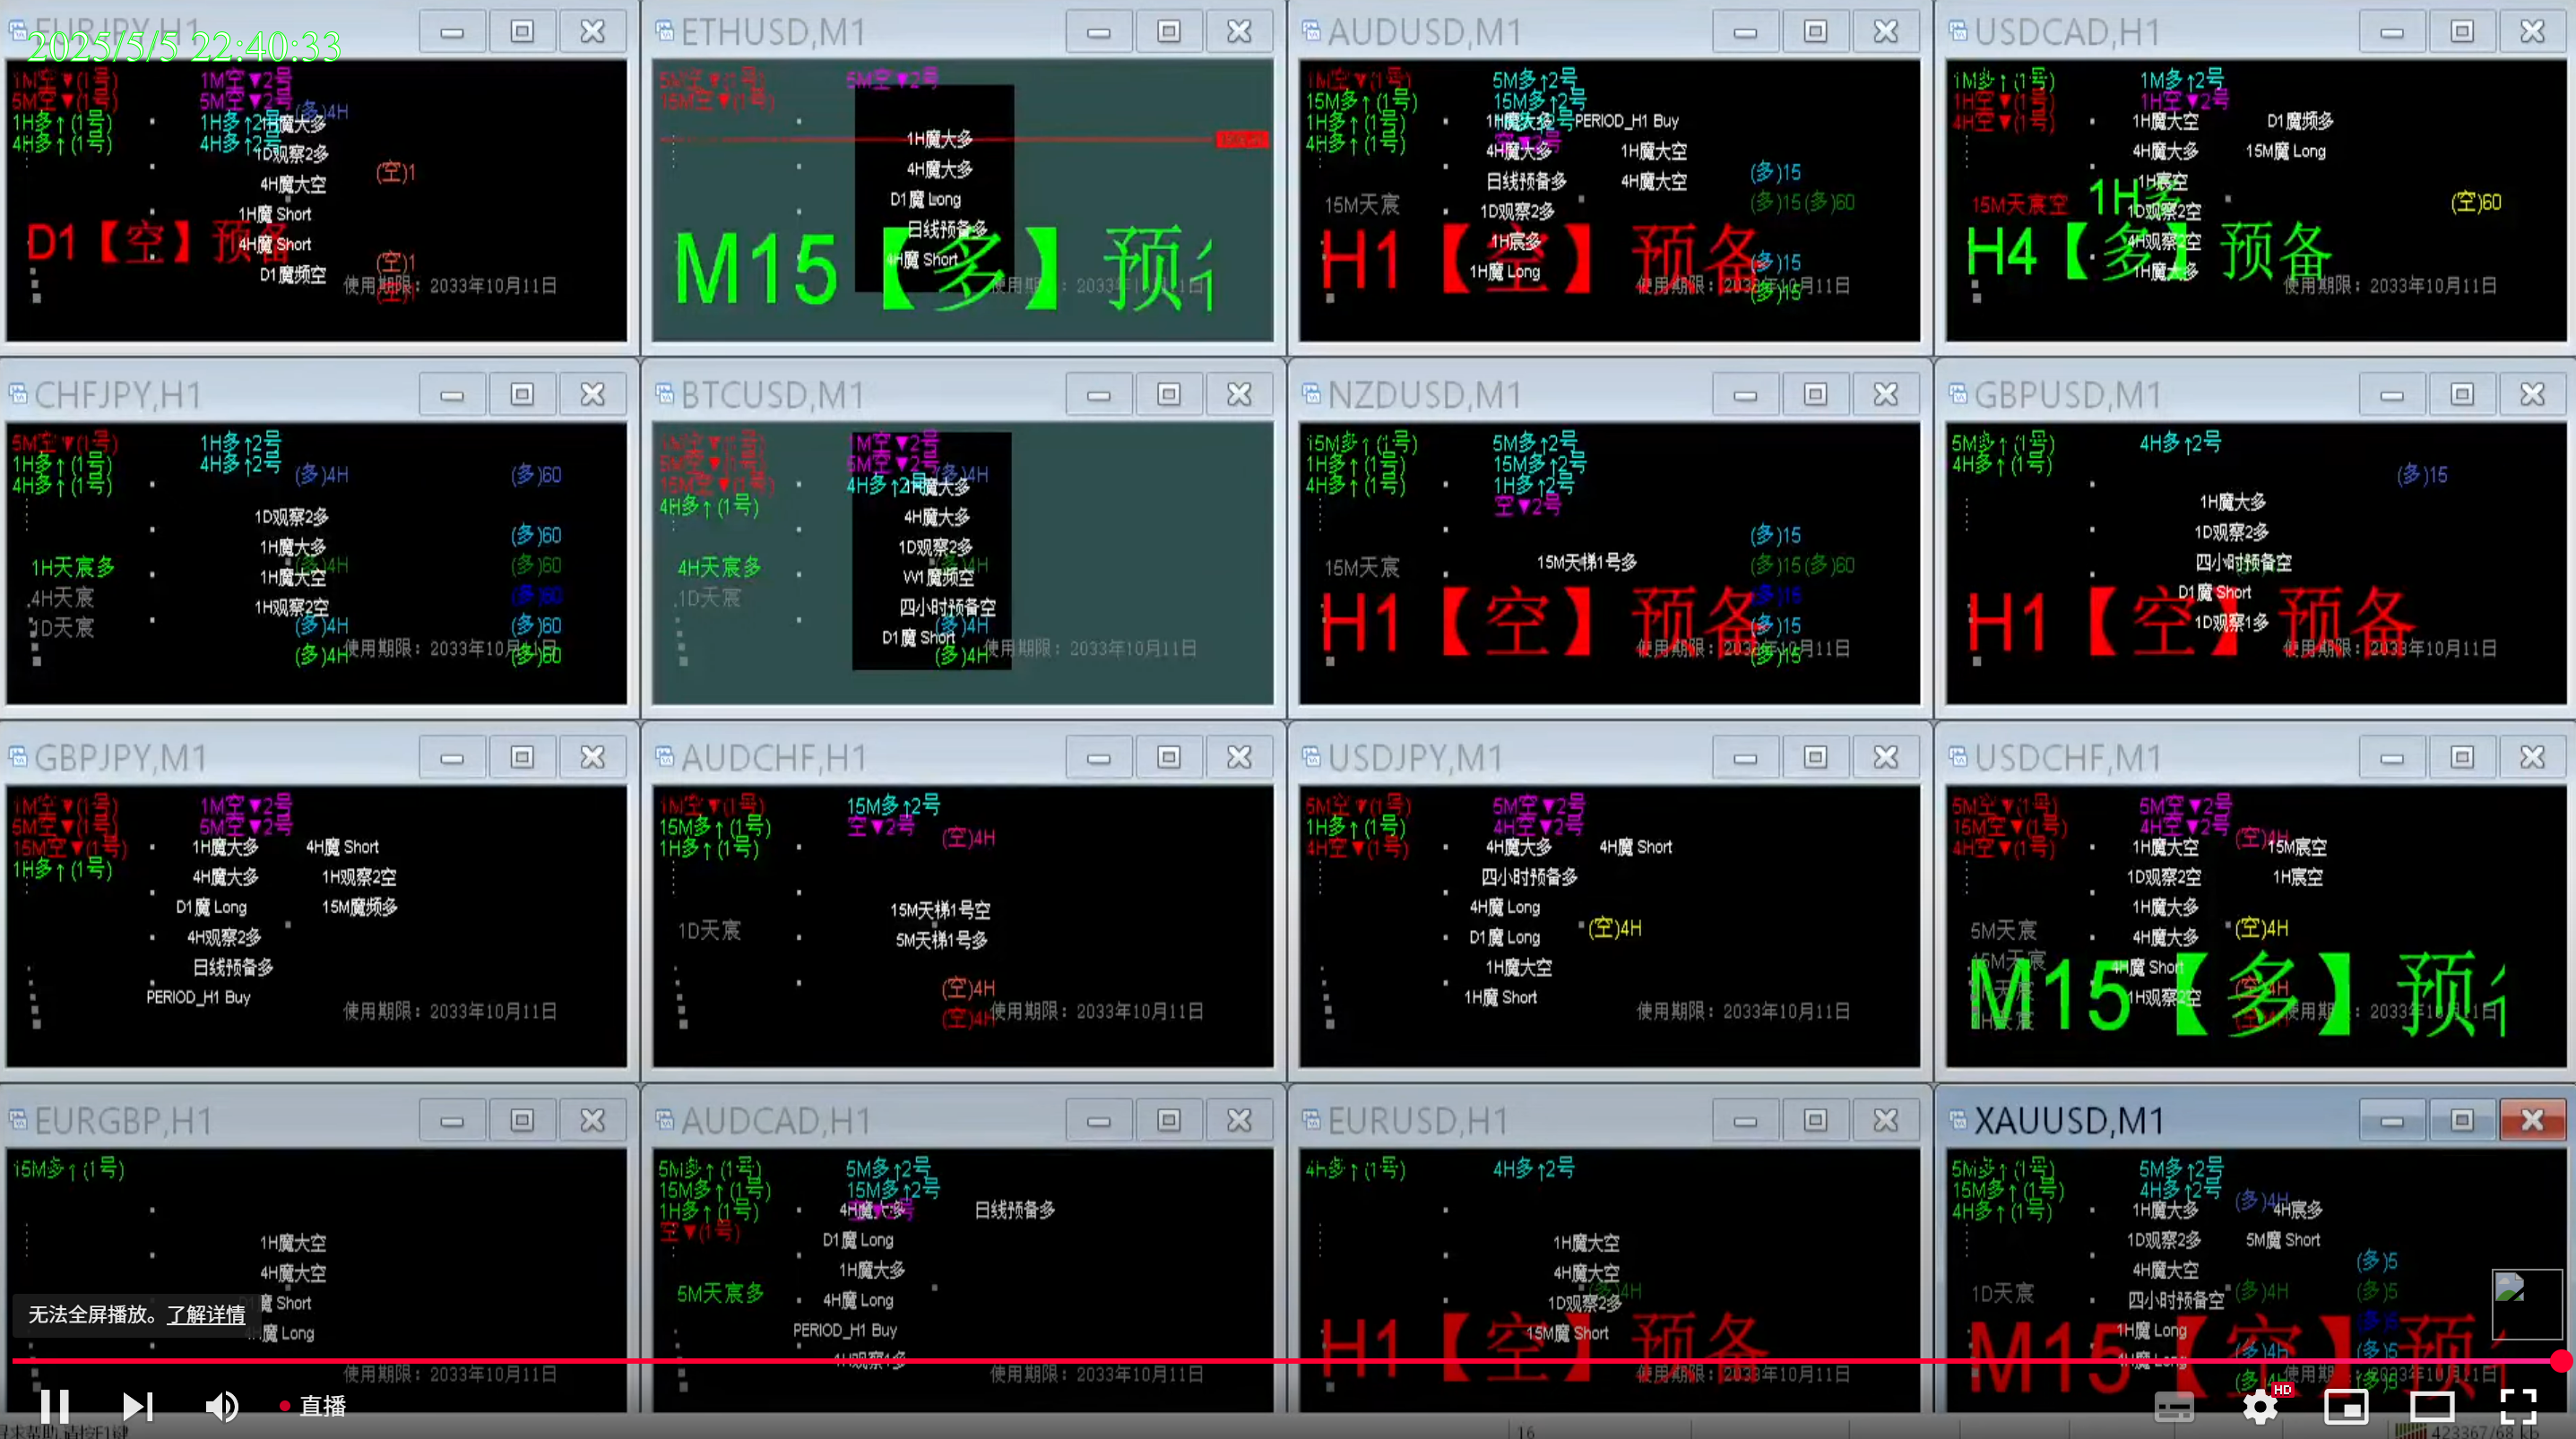 EURJPY,H1
2025/5/5 22:40:33
1M空▼(1号) 1M空▼2号
5M空▼(1号) 5M空▼2号
(多)4H
1H多↑(1号) 1H多↑2号
1H魔大多
4H多↑(1号) 4H多↑2号
1D观察2多
(空)1
4H魔大空
1H魔 Short
D1【空】预备
4H魔 Short
(空)1
D1魔频空
使用期限：2033年10月11日
ETHUSD,M1
5M空▼(1号) 5M空▼2号
15M空▼(1号)
1H魔大多
4H魔大多
D1魔 Long
日线预备多
4H魔 Short
M15【多】预
AUDUSD,M1
1M空▼(1号) 5M多↑2号
15M多↑(1号) 15M多↑2号
1H多↑(1号) 1H魔大多 PERIOD_H1 Buy
4H多↑(1号) 4H魔大多 1H魔大空
(多)15
日线预备多 4H魔大空
15M天宸 (多)15 (多)60
1D观察2多
1H宸多
H1【空】预备
(多)15
1H魔 Long
使用期限：2033年10月11日
(多)15
USDCAD,H1
1M多↑(1号) 1M多↑2号
1H空▼(1号) 1H空▼2号
4H空▼(1号) 1H魔大空 D1魔频多
4H魔大多 15M魔 Long
1H宸空
15M天宸空 1H多 (空)60
1D观察2空
4H观察2空
H4【多】预备
1H魔大多
使用期限：2033年10月11日
CHFJPY,H1
5M空▼(1号) 1H多↑2号
1H多↑(1号) 4H多↑2号
4H多↑(1号) (多)4H (多)60
1D观察2多
1H魔大多 (多)60
1H天宸多 (多)4H (多)60
1H魔大空
4H天宸 (多)60
1H观察2空
1D天宸 (多)4H (多)60
(多)4H 使用期限：2033年10月11日 (多)60
BTCUSD,M1
1M空▼(1号) 1M空▼2号
5M空▼(1号) 5M空▼2号
(多)4H
15M空▼(1号) 4H多↑2号
1H魔大多
4H多↑(1号)
4H魔大多
1D观察2多
4H天宸多 (多)4H
W1魔频空
1D天宸
四小时预备空
(多)4H
D1魔 Short
(多)4H 使用期限：2033年10月11日
NZDUSD,M1
15M多↑(1号) 5M多↑2号
1H多↑(1号) 15M多↑2号
4H多↑(1号) 1H多↑2号
空▼2号
(多)15
15M天宸 15M天梯1号多 (多)15 (多)60
(多)15
H1【空】预备
(多)15
使用期限：2033年10月11日
(多)15
GBPUSD,M1
5M多↑(1号) 4H多↑2号
4H多↑(1号)
(多)15
1H魔大多
1D观察2多
四小时预备空
D1魔 Short
H1【空】预备
1D观察1多
使用期限：2033年10月11日
GBPJPY,M1
1M空▼(1号) 1M空▼2号
5M空▼(1号) 5M空▼2号
15M空▼(1号) 1H魔大多 4H魔 Short
1H多↑(1号) 4H魔大多 1H观察2空
D1魔 Long 15M魔频多
4H观察2多
日线预备多
PERIOD_H1 Buy
使用期限：2033年10月11日
AUDCHF,H1
1M空▼(1号) 15M多↑2号
15M多↑(1号) 空▼2号
1H多↑(1号) (空)4H
15M天梯1号空
1D天宸
5M天梯1号多
(空)4H
(空)4H 使用期限：2033年10月11日
USDJPY,M1
5M空▼(1号) 5M空▼2号
1H多↑(1号) 4H空▼2号
4H空▼(1号) 4H魔大多 4H魔 Short
四小时预备多
4H魔 Long
(空)4H
D1魔 Long
1H魔大空
1H魔 Short
使用期限：2033年10月11日
USDCHF,M1
5M空▼(1号) 5M空▼2号
15M空▼(1号) 4H空▼2号
(空)4H
4H空▼(1号) 1H魔大空 15M宸空
1D观察2空 1H宸空
1H魔大多
5M天宸 (空)4H
4H魔大多
15M天宸
4H魔 Short
M15【多】预
1H观察2空
EURGBP,H1
15M多↑(1号)
1H魔大空
4H魔大空
D1魔 Short
4H魔 Long
无法全屏播放。了解详情
使用期限：2033年10月11日
AUDCAD,H1
5M多↑(1号) 5M多↑2号
15M多↑(1号) 15M多↑2号
1H多↑(1号) 4H魔大多 日线预备多
空▼(1号)
D1魔 Long
1H魔大多
5M天宸多
4H魔 Long
PERIOD_H1 Buy
1H观察1多
使用期限：2033年10月11日
EURUSD,H1
4H多↑(1号) 4H多↑2号
1H魔大空
4H魔大空
(多)4H
1D观察2多
15M魔 Short
H1【空】预备
使用期限：2033年10月11日
XAUUSD,M1
5M多↑(1号) 5M多↑2号
15M多↑(1号) 4H多↑2号
(多)4H
4H多↑(1号) 1H魔大多 4H宸多
1D观察2多 5M魔 Short
(多)5
4H魔大空
1D天宸 (多)4H (多)5
四小时预备空
1H魔 Long
(多)4H (多)5
M15【空】预
直播
HD
16